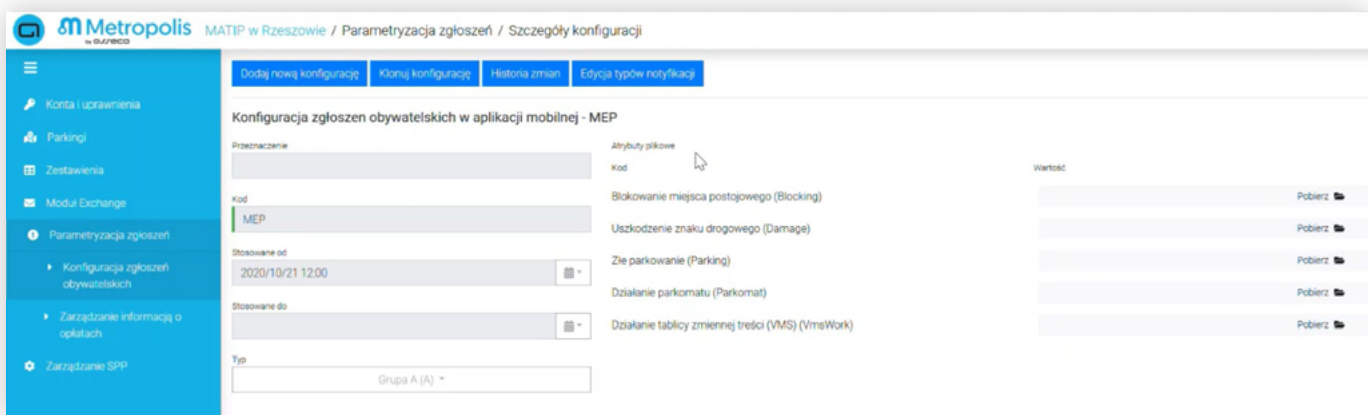 Metropolis
by asseco
MATIP w Rzeszowie / Parametryzacja zgłoszeń / Szczegóły konfiguracji
Konta i uprawnienia
Parkingi
Zestawienia
Moduł Exchange
Parametryzacja zgłoszeń
Konfiguracja zgłoszeń
obywatelskich
Zarządzanie informacją o
opłatach
Zarządzanie SPP
Dodaj nową konfigurację
Klonuj konfigurację
Historia zmian
Edycja typów notyfikacji
Konfiguracja zgłoszen obywatelskich w aplikacji mobilnej - MEP
Przeznaczenie
Kod
MEP
Stosowane od
2020/10/21 12:00
Stosowane do
Typ
Grupa A (A)
Atrybuty plikowe
Kod Wartość
Blokowanie miejsca postojowego (Blocking) Pobierz
Uszkodzenie znaku drogowego (Damage) Pobierz
Złe parkowanie (Parking) Pobierz
Działanie parkomatu (Parkomat) Pobierz
Działanie tablicy zmiennej treści (VMS) (VmsWork) Pobierz